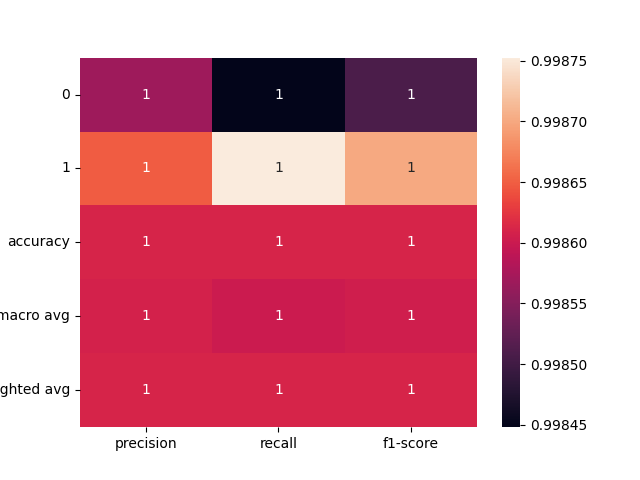 0 1 1 1
1 1 1 1
accuracy 1 1 1
macro avg 1 1 1
ghted avg 1 1 1
precision recall f1-score
0.99875
0.99870
0.99865
0.99860
0.99855
0.99850
0.99845